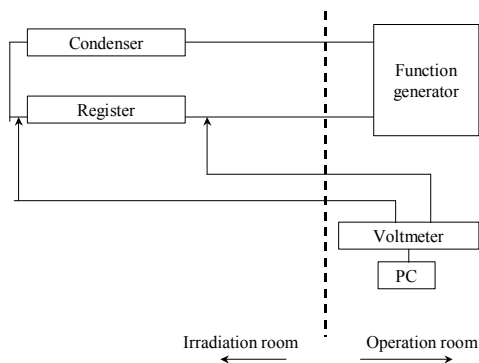 Condenser
Function
generator
Register
Voltmeter
PC
Irradiation room
Operation room